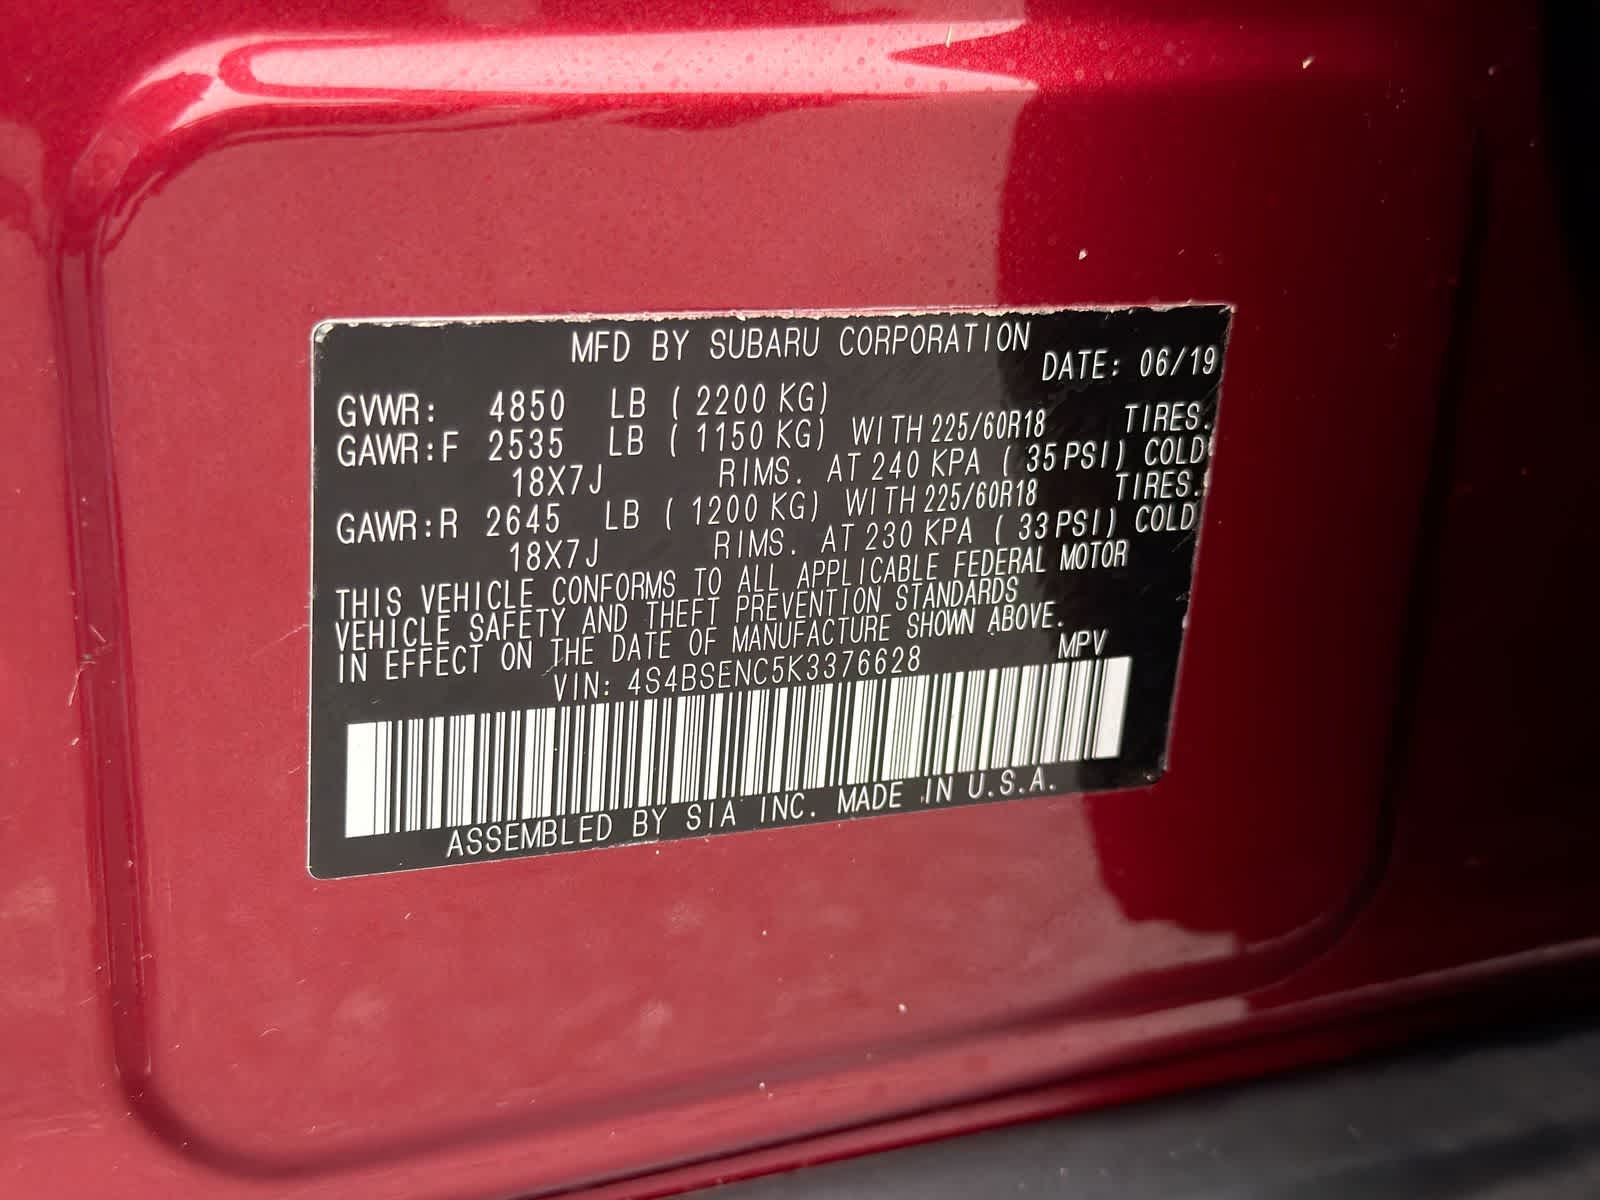 MFD BY SUBARU CORPORATION
DATE: 06/19
GVWR: 4850 LB ( 2200 KG)
GAWR:F 2535 LB ( 1150 KG) WITH 225/60R18 TIRES.
18X7J RIMS. AT 240 KPA ( 35 PSI) COLD
GAWR:R 2645 LB ( 1200 KG) WITH 225/60R18 TIRES.
18X7J RIMS. AT 230 KPA ( 33 PSI) COLD
THIS VEHICLE CONFORMS TO ALL APPLICABLE FEDERAL MOTOR
VEHICLE SAFETY AND THEFT PREVENTION STANDARDS
IN EFFECT ON THE DATE OF MANUFACTURE SHOWN ABOVE.
VIN: 4S4BSENC5K3376628 MPV
ASSEMBLED BY SIA INC. MADE IN U.S.A.